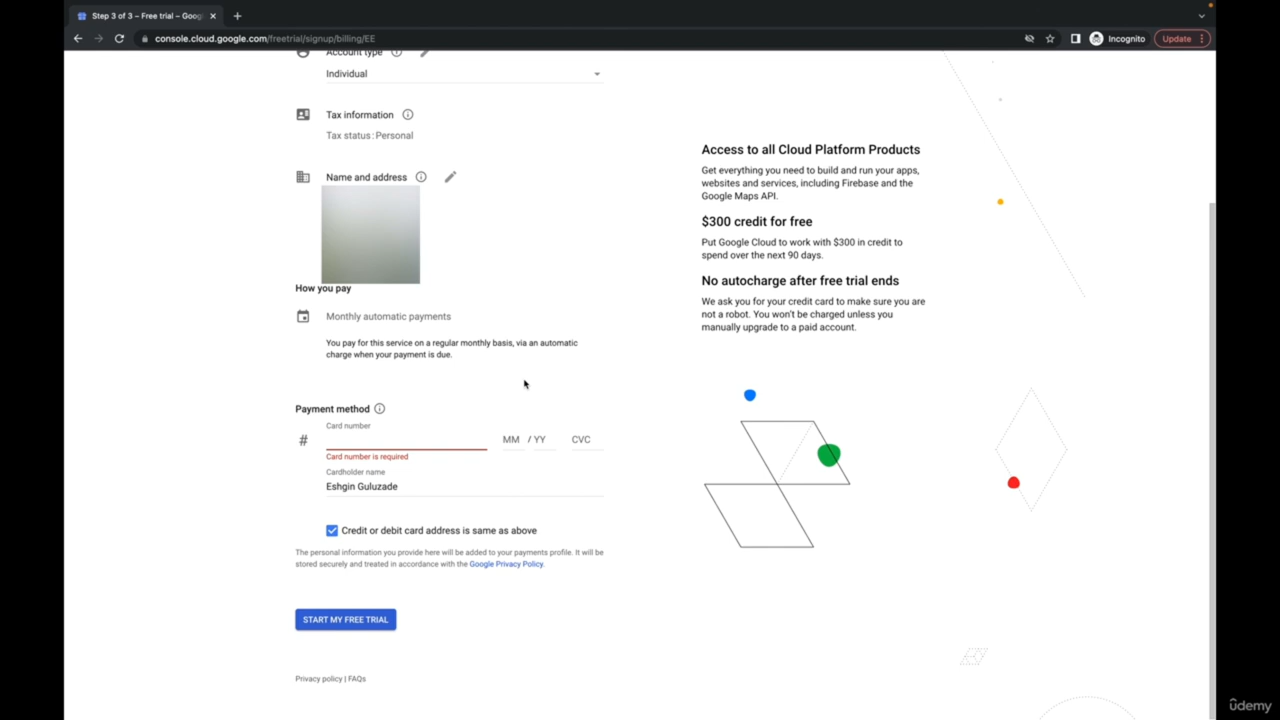 Step 3 of 3 – Free trial – Goog
console.cloud.google.com/freetrial/signup/billing/EE
Incognito
Update
Account type
Individual
Tax information
Tax status: Personal
Name and address
How you pay
Monthly automatic payments
You pay for this service on a regular monthly basis, via an automatic
charge when your payment is due.
Payment method
Card number
# MM / YY CVC
Card number is required
Cardholder name
Eshgin Guluzade
Credit or debit card address is same as above
The personal information you provide here will be added to your payments profile. It will be
stored securely and treated in accordance with the Google Privacy Policy.
START MY FREE TRIAL
Privacy policy | FAQs
Access to all Cloud Platform Products
Get everything you need to build and run your apps,
websites and services, including Firebase and the
Google Maps API.
$300 credit for free
Put Google Cloud to work with $300 in credit to
spend over the next 90 days.
No autocharge after free trial ends
We ask you for your credit card to make sure you are
not a robot. You won't be charged unless you
manually upgrade to a paid account.
ûdemy